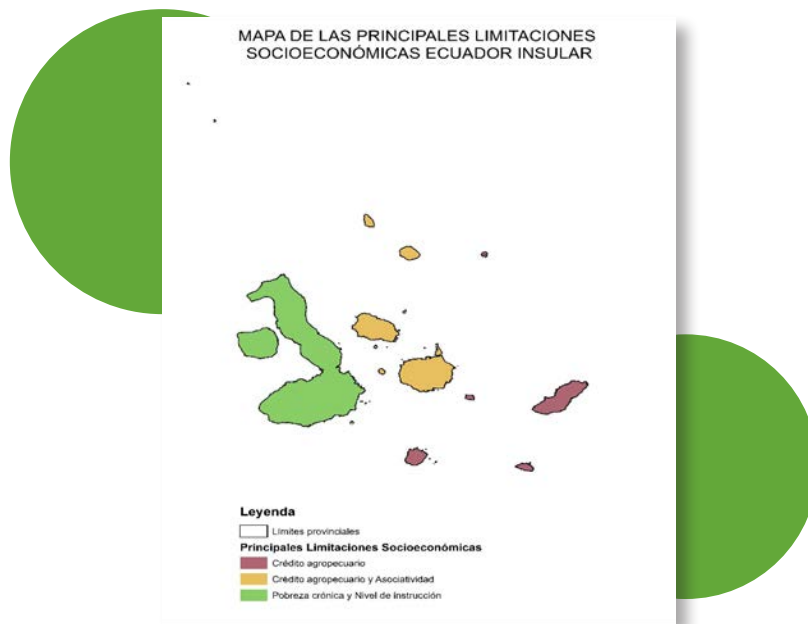 MAPA DE LAS PRINCIPALES LIMITACIONES
SOCIOECONÓMICAS ECUADOR INSULAR
Leyenda
Límites provinciales
Principales Limitaciones Socioeconómicas
Crédito agropecuario
Crédito agropecuario y Asociatividad
Pobreza crónica y Nivel de instrucción